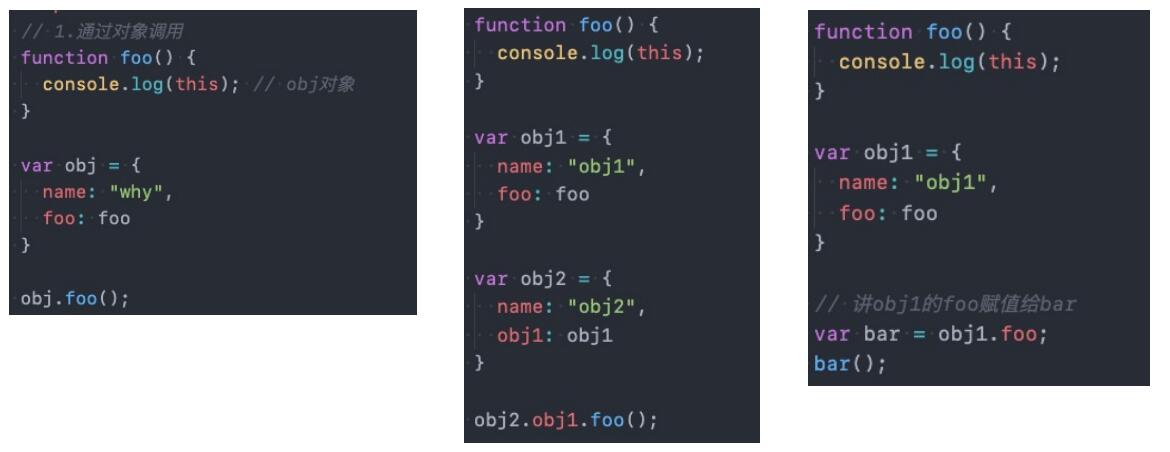 // 1.通过对象调用
function foo() {
  console.log(this); // obj对象
}

var obj = {
  name: "why",
  foo: foo
}

obj.foo();

function foo() {
  console.log(this);
}

var obj1 = {
  name: "obj1",
  foo: foo
}

var obj2 = {
  name: "obj2",
  obj1: obj1
}

obj2.obj1.foo();

function foo() {
  console.log(this);
}

var obj1 = {
  name: "obj1",
  foo: foo
}

// 讲obj1的foo赋值给bar
var bar = obj1.foo;
bar();